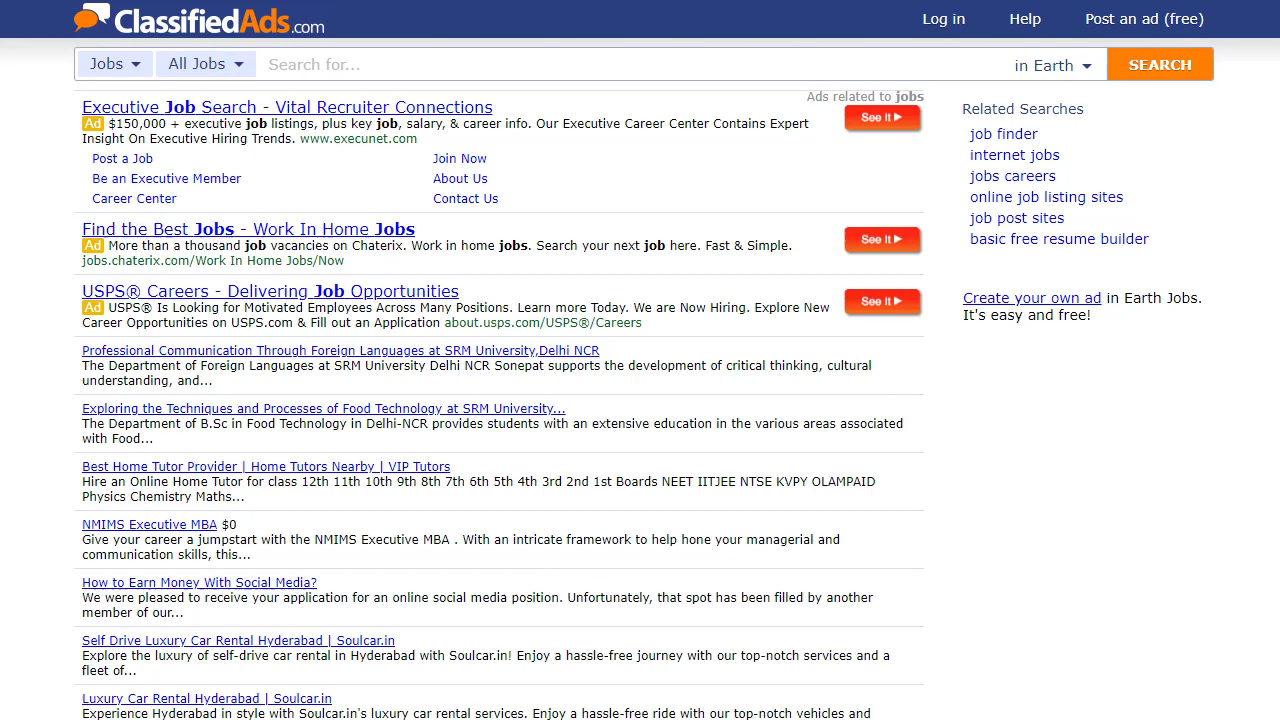 ClassifiedAds.com
Log in
Help
Post an ad (free)
Jobs
All Jobs
Search for...
in Earth
SEARCH
Ads related to jobs
Executive Job Search - Vital Recruiter Connections
Ad $150,000 + executive job listings, plus key job, salary, & career info. Our Executive Career Center Contains Expert
Insight On Executive Hiring Trends. www.execunet.com
See It
Post a Job
Join Now
Be an Executive Member
About Us
Career Center
Contact Us
Find the Best Jobs - Work In Home Jobs
Ad More than a thousand job vacancies on Chaterix. Work in home jobs. Search your next job here. Fast & Simple.
jobs.chaterix.com/Work In Home Jobs/Now
See It
USPS® Careers - Delivering Job Opportunities
Ad USPS® Is Looking for Motivated Employees Across Many Positions. Learn more Today. We are Now Hiring. Explore New
Career Opportunities on USPS.com & Fill out an Application about.usps.com/USPS®/Careers
See It
Professional Communication Through Foreign Languages at SRM University,Delhi NCR
The Department of Foreign Languages at SRM University Delhi NCR Sonepat supports the development of critical thinking, cultural
understanding, and...
Exploring the Techniques and Processes of Food Technology at SRM University...
The Department of B.Sc in Food Technology in Delhi-NCR provides students with an extensive education in the various areas associated
with Food...
Best Home Tutor Provider | Home Tutors Nearby | VIP Tutors
Hire an Online Home Tutor for class 12th 11th 10th 9th 8th 7th 6th 5th 4th 3rd 2nd 1st Boards NEET IITJEE NTSE KVPY OLAMPAID
Physics Chemistry Maths...
NMIMS Executive MBA $0
Give your career a jumpstart with the NMIMS Executive MBA . With an intricate framework to help hone your managerial and
communication skills, this...
How to Earn Money With Social Media?
We were pleased to receive your application for an online social media position. Unfortunately, that spot has been filled by another
member of our...
Self Drive Luxury Car Rental Hyderabad | Soulcar.in
Explore the luxury of self-drive car rental in Hyderabad with Soulcar.in! Enjoy a hassle-free journey with our top-notch services and a
fleet of...
Luxury Car Rental Hyderabad | Soulcar.in
Experience Hyderabad in style with Soulcar.in's luxury car rental services. Enjoy a hassle-free ride with our top-notch vehicles and
Related Searches
job finder
internet jobs
jobs careers
online job listing sites
job post sites
basic free resume builder
Create your own ad in Earth Jobs.
It's easy and free!